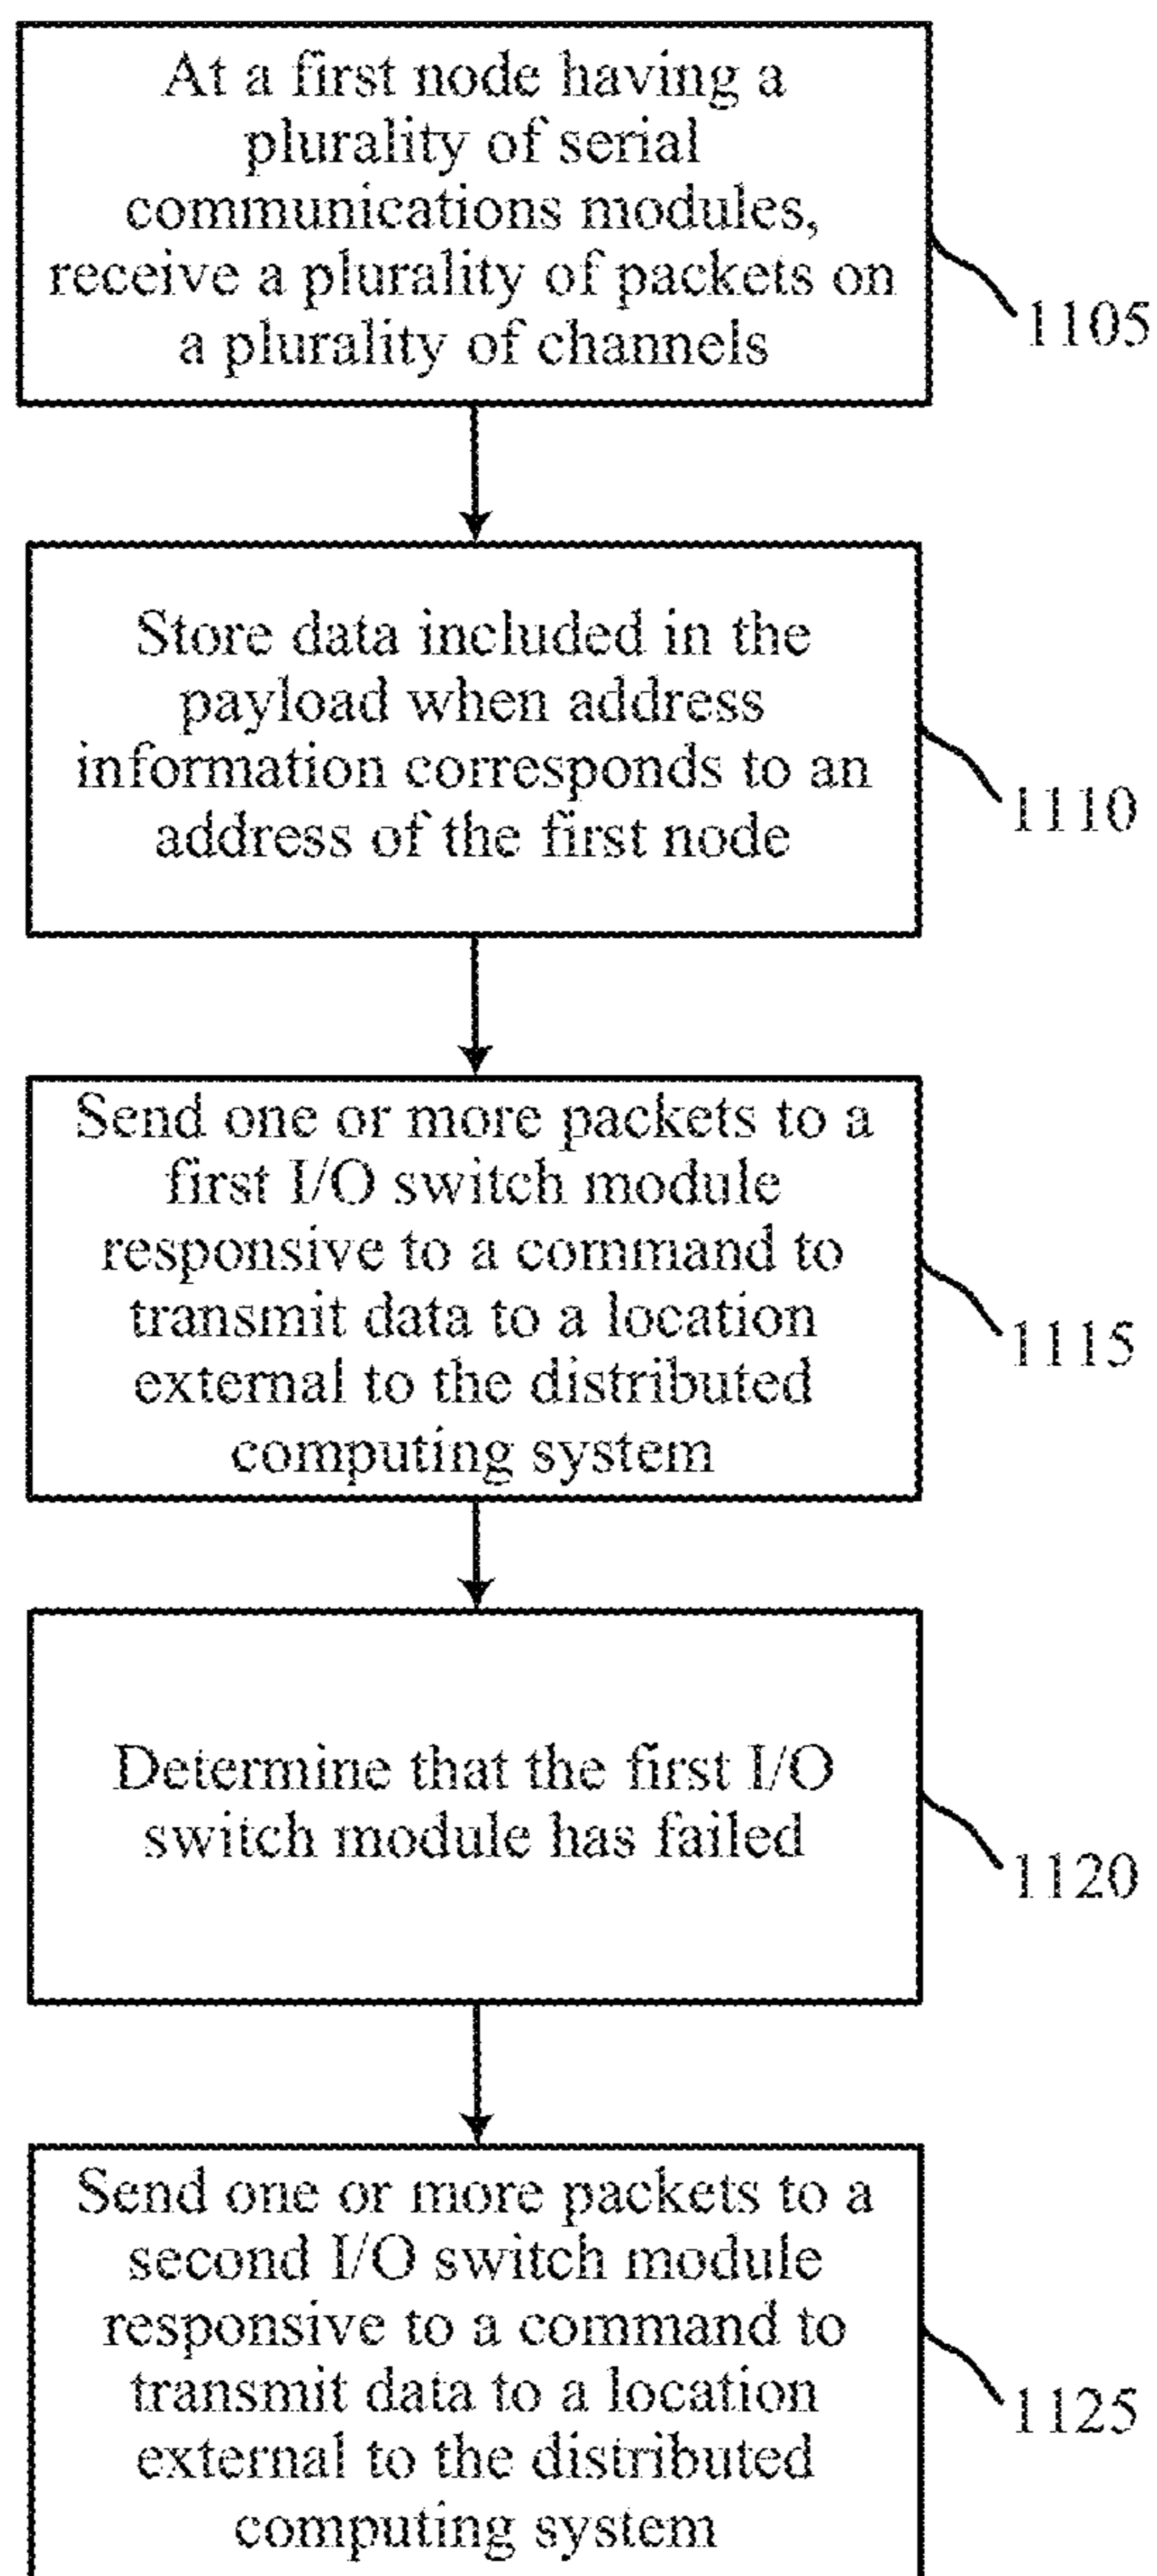 At a first node having a
plurality of serial
communications modules,
receive a plurality of packets on
a plurality of channels
1105
Store data included in the
payload when address
information corresponds to an
address of the first node
1110
Send one or more packets to a
first I/O switch module
responsive to a command to
transmit data to a location
external to the distributed
computing system
1115
Determine that the first I/O
switch module has failed
1120
Send one or more packets to a
second I/O switch module
responsive to a command to
transmit data to a location
external to the distributed
computing system
1125